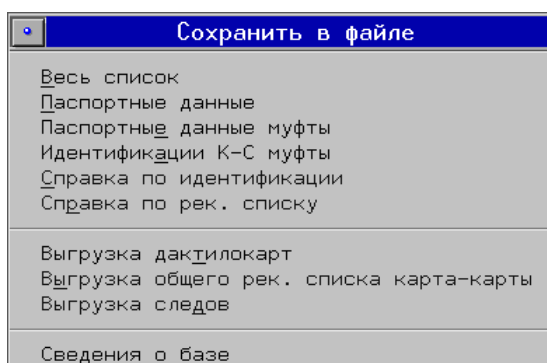 Сохранить в файле
Весь список
Паспортные данные
Паспортные данные муфты
Идентификации К-С муфты
Справка по идентификации
Справка по рек. списку
Выгрузка дактилокарт
Выгрузка общего рек. списка карта-карты
Выгрузка следов
Сведения о базе